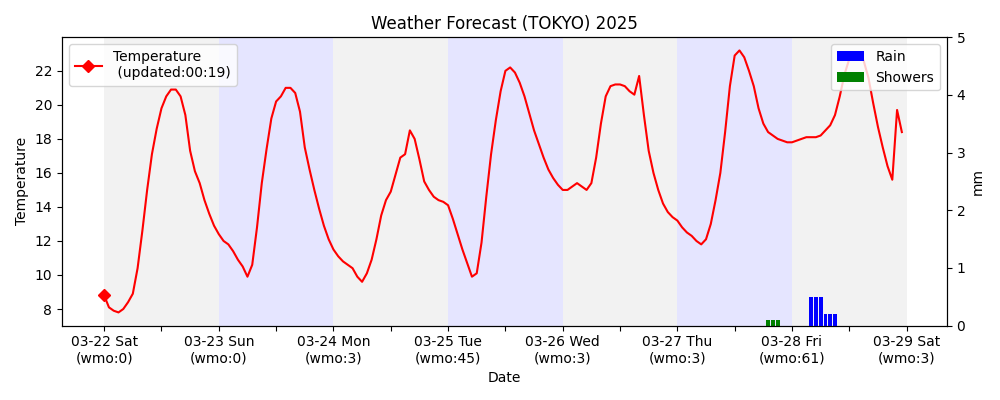 Weather Forecast (TOKYO) 2025
Temperature
(updated:00:19)
Rain
Showers
Temperature
22
20
18
16
14
12
10
8
5
4
3
2
1
0
mm
03-22 Sat
(wmo:0)
03-23 Sun
(wmo:0)
03-24 Mon
(wmo:3)
03-25 Tue
(wmo:45)
03-26 Wed
(wmo:3)
03-27 Thu
(wmo:3)
03-28 Fri
(wmo:61)
03-29 Sat
(wmo:3)
Date